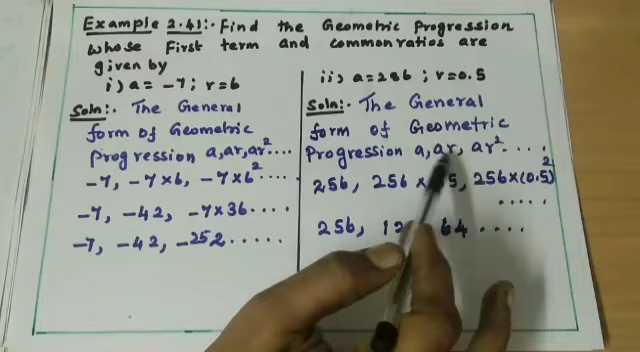 Example 2.41:- Find the Geometric Progression
whose First term and common ratios are
given by
i) a = -7 ; r = 6
Soln:- The General
form of Geometric
Progression a, ar, ar² ....
-7, -7×6, -7×6² ....
-7, -42, -7×36 ....
-7, -42, -252 .....
ii) a = 256 ; r = 0.5
Soln:- The General
form of Geometric
Progression a, ar, ar² ....
256, 256 × 5, 256×(0.5)²
.....
256, 12 64 ....